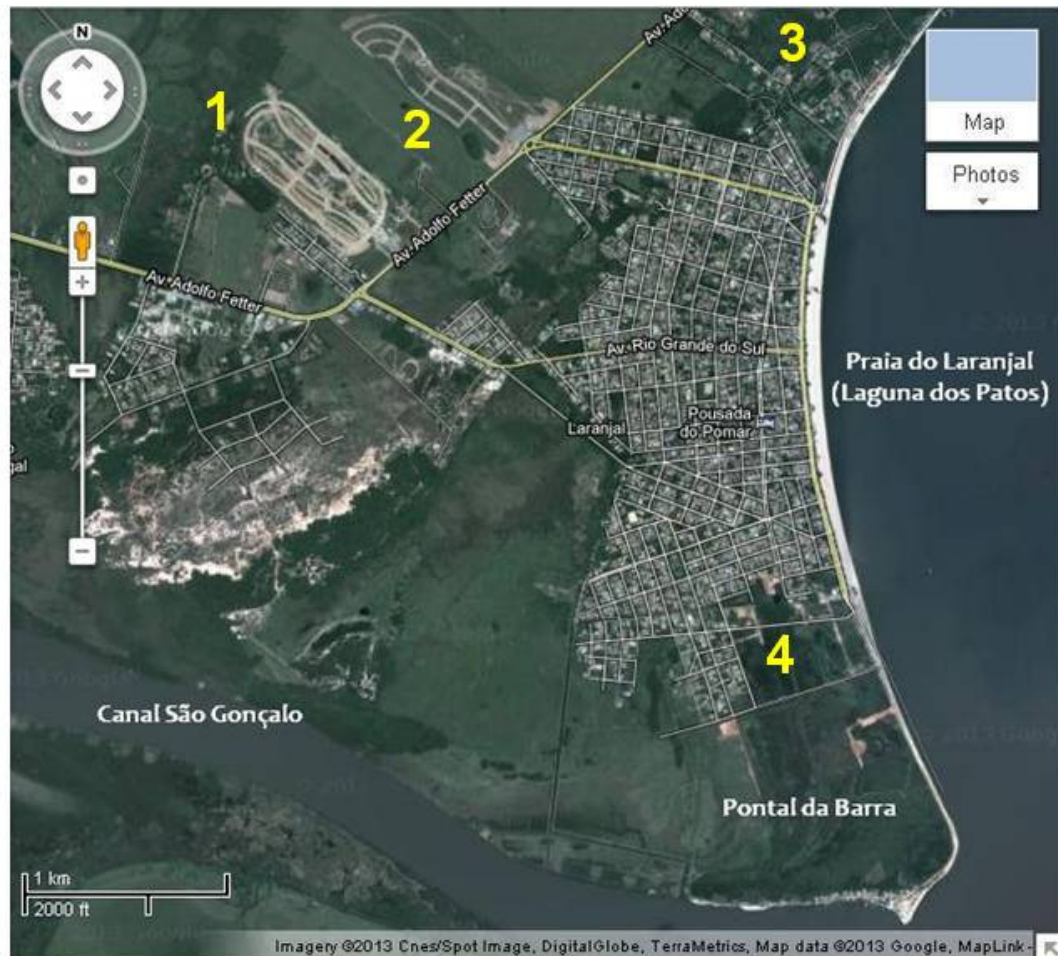 N
Av. Ado
3
1
2
Map
Photos
Av. Adolfo Fetter
Av. Adolfo Fetter
Av. Rio Grande do Sul
Praia do Laranjal
(Laguna dos Patos)
Pousada
do Pomar
Laranjal
gal
4
Canal São Gonçalo
Pontal da Barra
1 km
2000 ft
Imagery ©2013 Cnes/Spot Image, DigitalGlobe, TerraMetrics, Map data ©2013 Google, MapLink -